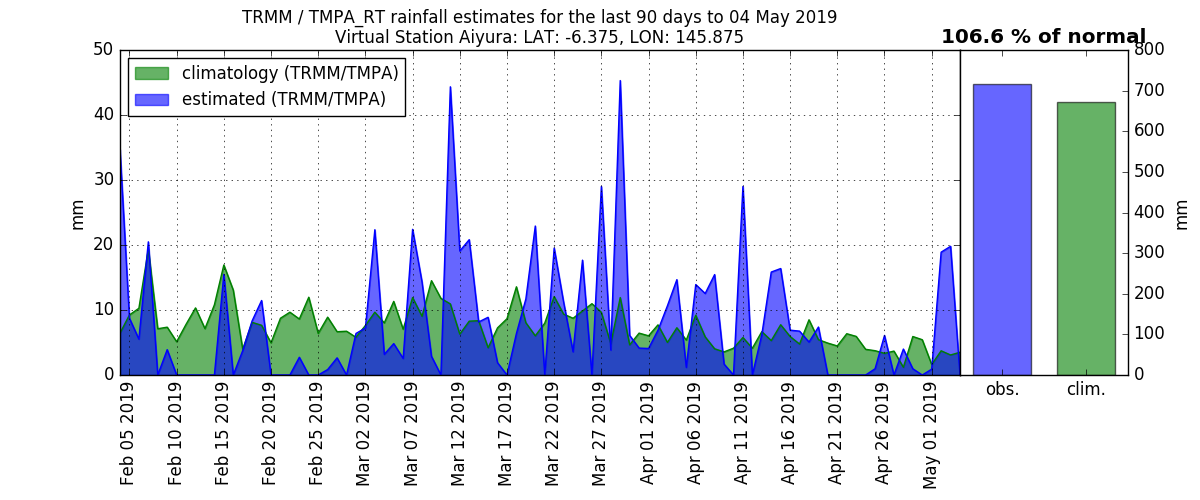 TRMM / TMPA_RT rainfall estimates for the last 90 days to 04 May 2019
Virtual Station Aiyura: LAT: -6.375, LON: 145.875
106.6 % of normal
climatology (TRMM/TMPA)
estimated (TRMM/TMPA)
mm
50
40
30
20
10
0
Feb 05 2019
Feb 10 2019
Feb 15 2019
Feb 20 2019
Feb 25 2019
Mar 02 2019
Mar 07 2019
Mar 12 2019
Mar 17 2019
Mar 22 2019
Mar 27 2019
Apr 01 2019
Apr 06 2019
Apr 11 2019
Apr 16 2019
Apr 21 2019
Apr 26 2019
May 01 2019
800
700
600
500
400
300
200
100
0
mm
obs.
clim.